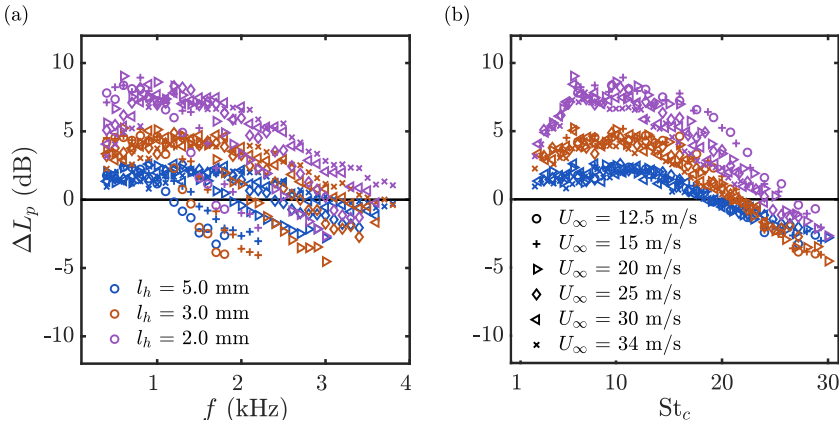 (a)
10
5
0
-5
-10
ΔL_p (dB)
l_h = 5.0 mm
l_h = 3.0 mm
l_h = 2.0 mm
1 2 3 4
f (kHz)
(b)
10
5
0
-5
-10
U_∞ = 12.5 m/s
U_∞ = 15 m/s
U_∞ = 20 m/s
U_∞ = 25 m/s
U_∞ = 30 m/s
U_∞ = 34 m/s
1 10 20 30
St_c